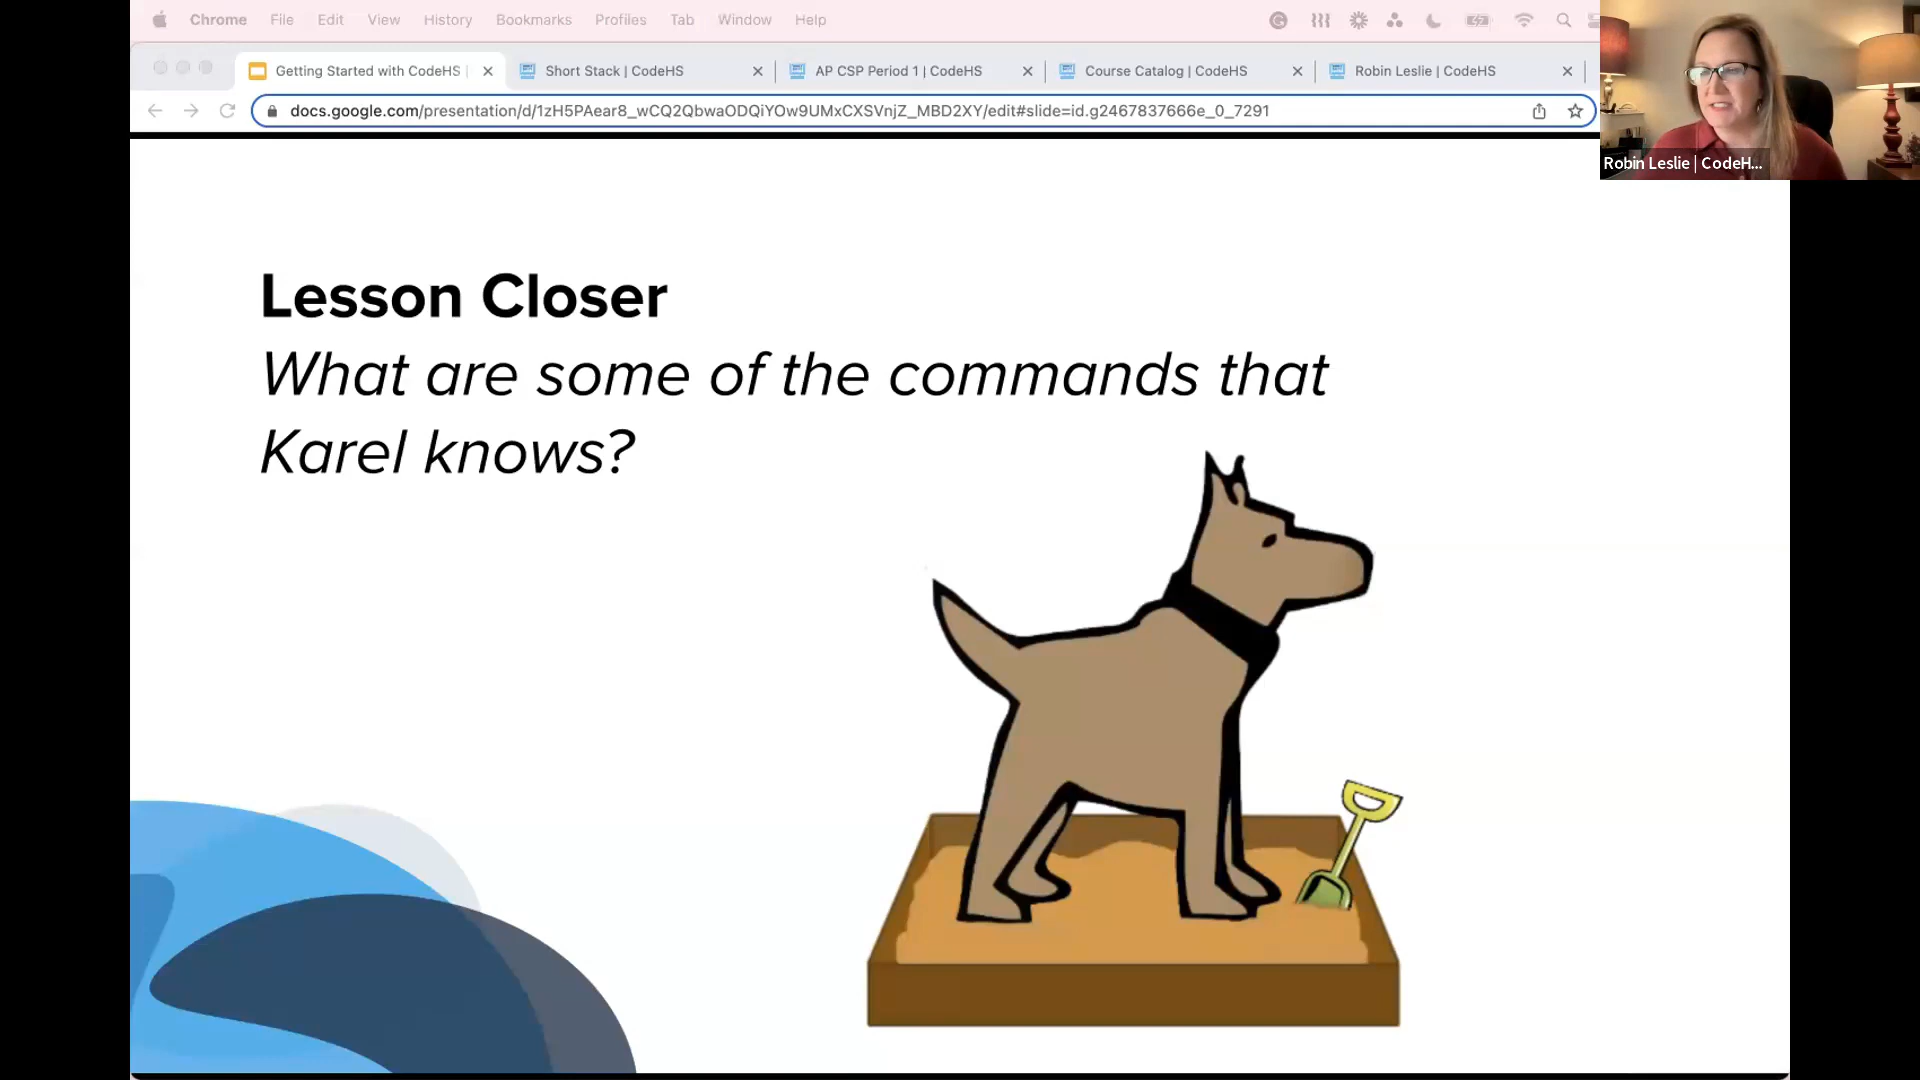 Chrome File Edit View History Bookmarks Profiles Tab Window Help
Getting Started with CodeHS | Short Stack | CodeHS AP CSP Period 1 | CodeHS Course Catalog | CodeHS Robin Leslie | CodeHS
docs.google.com/presentation/d/1zH5PAear8_wCQ2QbwaODQiYOw9UMxCXSVnjZ_MBD2XY/edit#slide=id.g2467837666e_0_7291
Robin Leslie | CodeH...
Lesson Closer
What are some of the commands that
Karel knows?